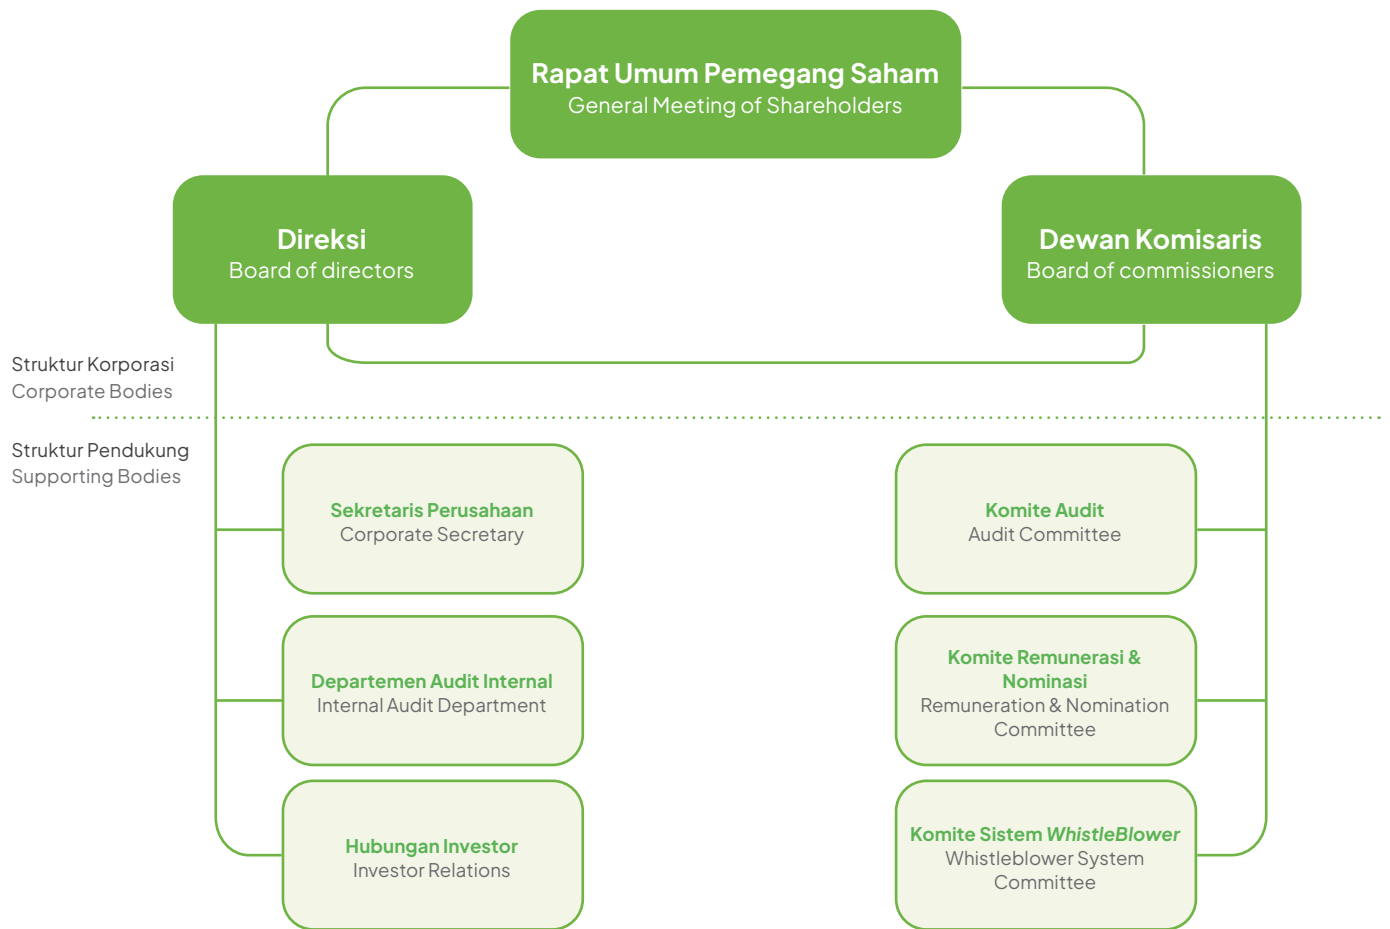 Rapat Umum Pemegang Saham
General Meeting of Shareholders
Direksi
Board of directors
Dewan Komisaris
Board of commissioners
Struktur Korporasi
Corporate Bodies
Struktur Pendukung
Supporting Bodies
Sekretaris Perusahaan
Corporate Secretary
Komite Audit
Audit Committee
Departemen Audit Internal
Internal Audit Department
Komite Remunerasi &
Nominasi
Remuneration & Nomination
Committee
Hubungan Investor
Investor Relations
Komite Sistem WhistleBlower
Whistleblower System
Committee